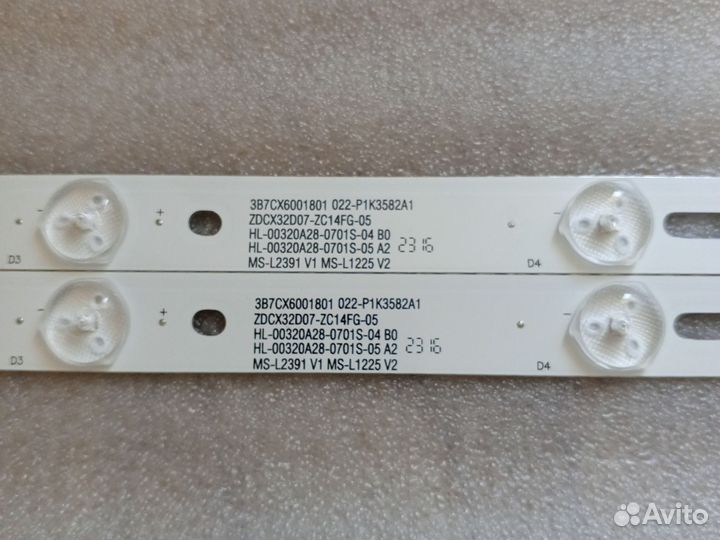 3B7CX6001801 022-P1K3582A1
ZDCX32D07-ZC14FG-05
HL-00320A28-0701S-04 B0
HL-00320A28-0701S-05 A2 2316
MS-L2391 V1 MS-L1225 V2
- + -
D3 D4
3B7CX6001801 022-P1K3582A1
ZDCX32D07-ZC14FG-05
HL-00320A28-0701S-04 B0
HL-00320A28-0701S-05 A2 2316
MS-L2391 V1 MS-L1225 V2
- + -
D3 D4
Avito